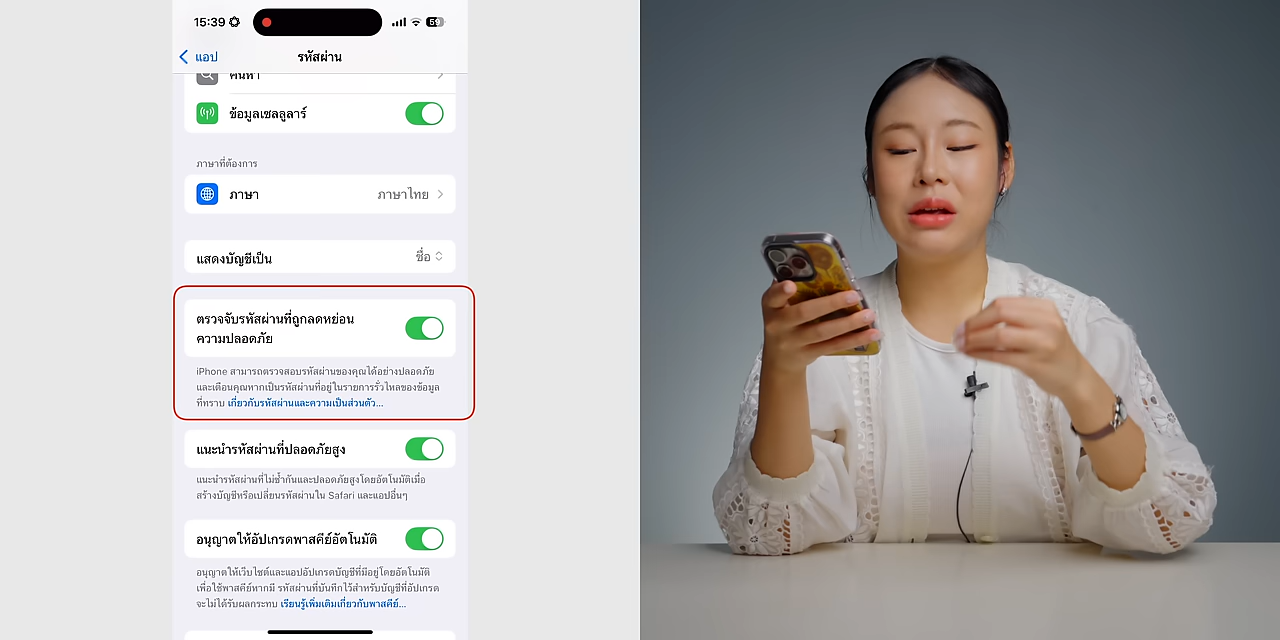 15:39
59
แอป
รหัสผ่าน
ค้นหา
ข้อมูลเซลลูลาร์
ภาษาที่ต้องการ
ภาษา ภาษาไทย
แสดงบัญชีเป็น ชื่อ
ตรวจจับรหัสผ่านที่ถูกลดหย่อน
ความปลอดภัย
iPhone สามารถตรวจสอบรหัสผ่านของคุณได้อย่างปลอดภัย
และเตือนคุณหากเป็นรหัสผ่านที่อยู่ในรายการรั่วไหลของข้อมูล
ที่ทราบ เกี่ยวกับรหัสผ่านและความเป็นส่วนตัว...
แนะนำรหัสผ่านที่ปลอดภัยสูง
แนะนำรหัสผ่านที่ไม่ซ้ำกันและปลอดภัยสูงโดยอัตโนมัติเมื่อ
สร้างบัญชีหรือเปลี่ยนรหัสผ่านใน Safari และแอปอื่นๆ
อนุญาตให้อัปเกรดพาสคีย์อัตโนมัติ
อนุญาตให้เว็บไซต์และแอปอัปเกรดบัญชีที่มีอยู่โดยอัตโนมัติ
เพื่อใช้พาสคีย์หากมี รหัสผ่านที่บันทึกไว้สำหรับบัญชีที่อัปเกรด
จะไม่ได้รับผลกระทบ เรียนรู้เพิ่มเติมเกี่ยวกับพาสคีย์...